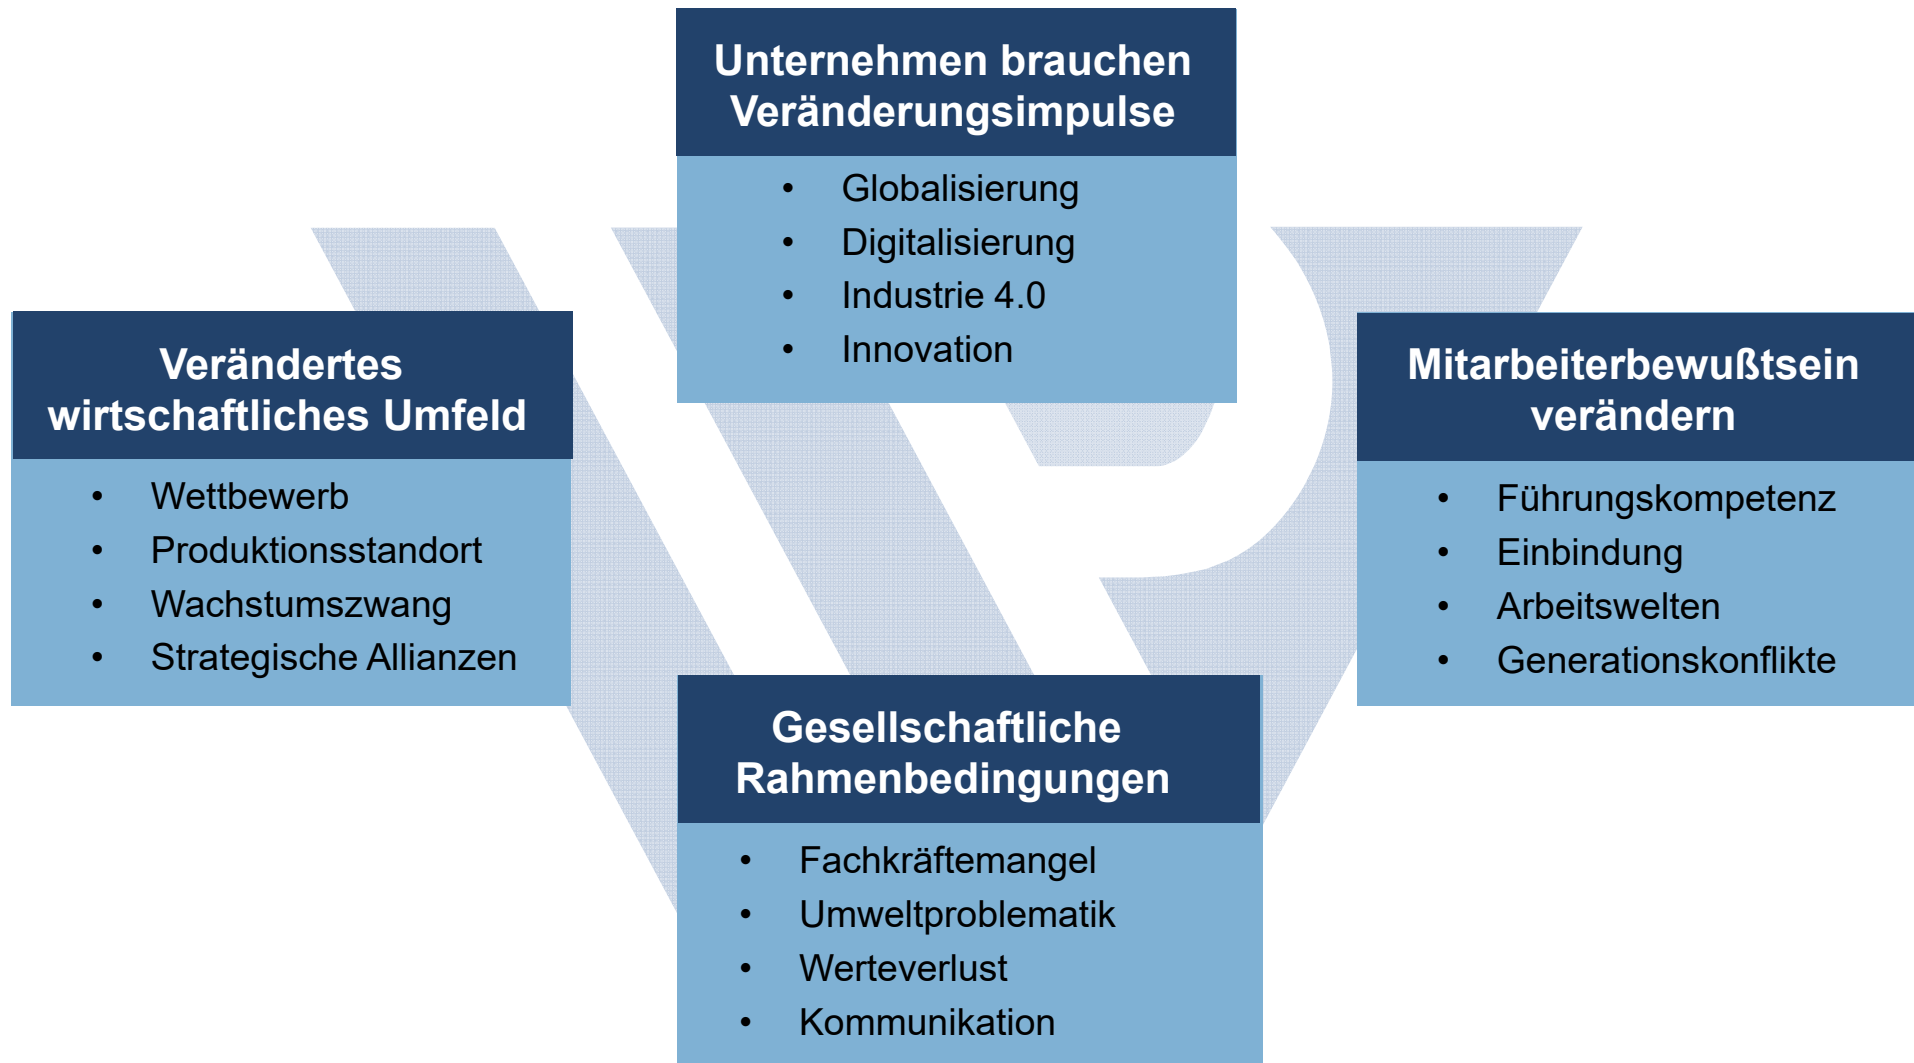 Unternehmen brauchen
Veränderungsimpulse
• Globalisierung
• Digitalisierung
• Industrie 4.0
• Innovation
Verändertes
wirtschaftliches Umfeld
• Wettbewerb
• Produktionsstandort
• Wachstumszwang
• Strategische Allianzen
Mitarbeiterbewußtsein
verändern
• Führungskompetenz
• Einbindung
• Arbeitswelten
• Generationskonflikte
Gesellschaftliche
Rahmenbedingungen
• Fachkräftemangel
• Umweltproblematik
• Werteverlust
• Kommunikation